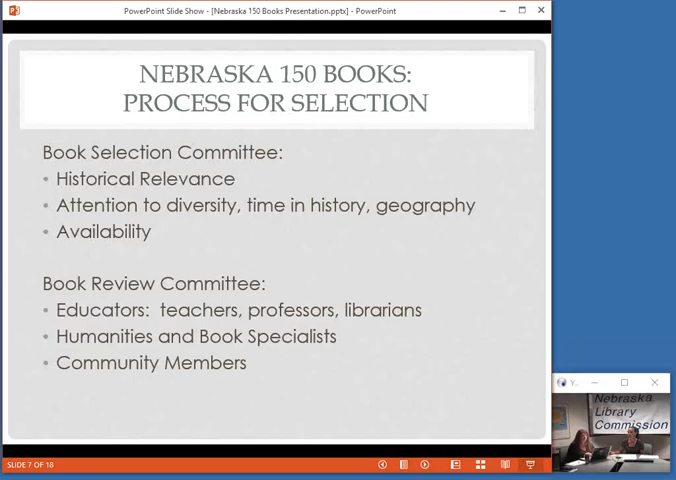 PowerPoint Slide Show - [Nebraska 150 Books Presentation.pptx] - PowerPoint
NEBRASKA 150 BOOKS:
PROCESS FOR SELECTION
Book Selection Committee:
• Historical Relevance
• Attention to diversity, time in history, geography
• Availability
Book Review Committee:
• Educators:  teachers, professors, librarians
• Humanities and Book Specialists
• Community Members
SLIDE 7 OF 18
Y...
Nebraska
Library
Commission